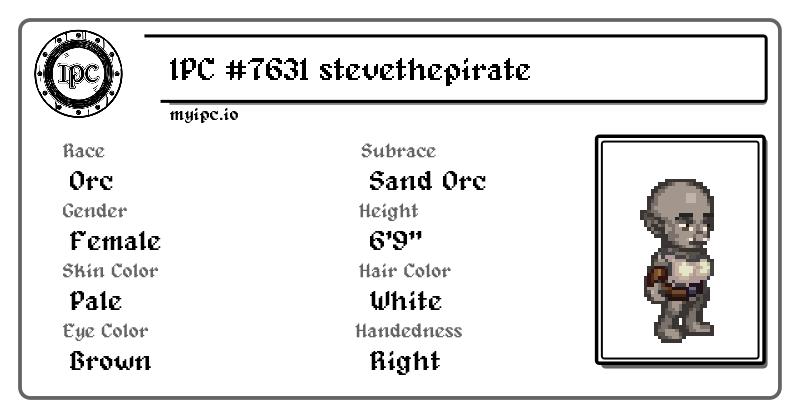 IPC
IPC #7631 stevethepirate
myipc.io
Race
Orc
Subrace
Sand Orc
Gender
Female
Height
6'9"
Skin Color
Pale
Hair Color
White
Eye Color
Brown
Handedness
Right